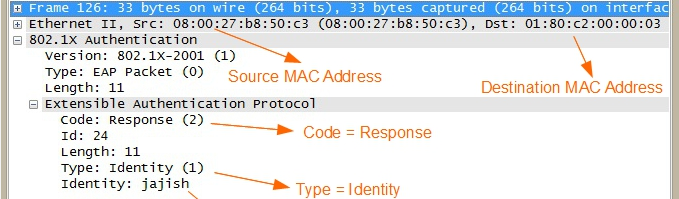 Frame 126: 33 bytes on wire (264 bits), 33 bytes captured (264 bits) on interfac
Ethernet II, Src: 08:00:27:b8:50:c3 (08:00:27:b8:50:c3), Dst: 01:80:c2:00:00:03
802.1X Authentication
Version: 802.1X-2001 (1)
Type: EAP Packet (0)
Source MAC Address
Destination MAC Address
Length: 11
Extensible Authentication Protocol
Code: Response (2)
Code = Response
Id: 24
Length: 11
Type: Identity (1)
Identity: jajish
Type = Identity